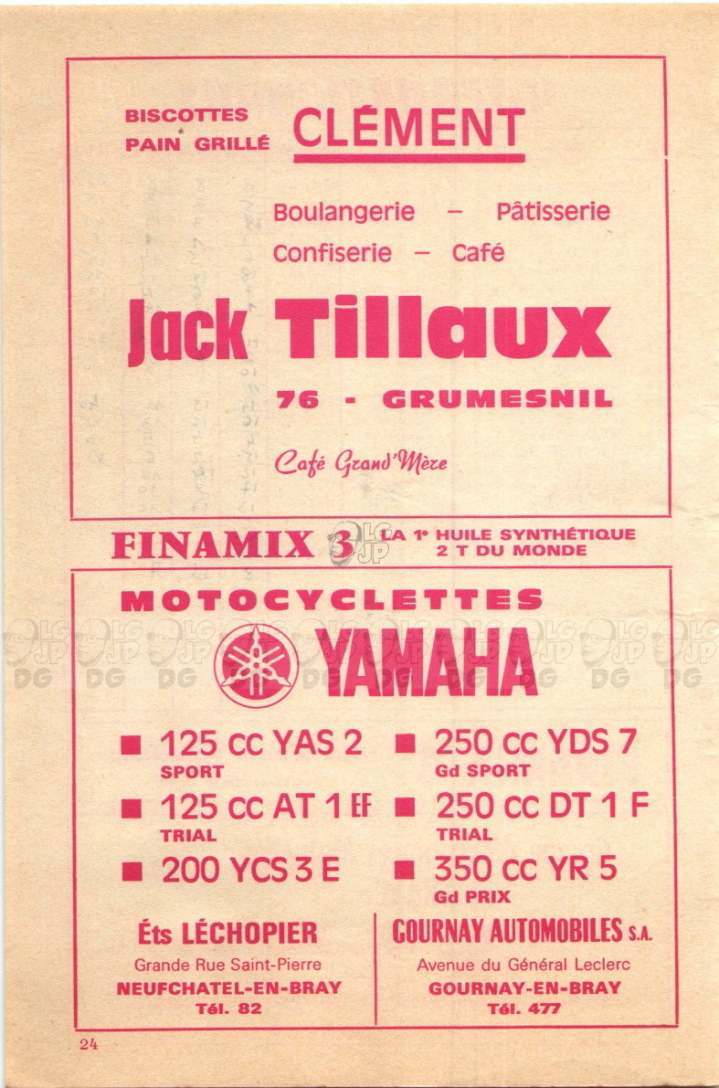 BISCOTTES
PAIN GRILLÉ
CLÉMENT
Boulangerie – Pâtisserie
Confiserie – Café
Jack Tillaux
76 - GRUMESNIL
Café Grand'Mère
FINAMIX 3
LA 1e HUILE SYNTHÉTIQUE
2 T DU MONDE
MOTOCYCLETTES
YAMAHA
■ 125 cc YAS 2
SPORT
■ 250 cc YDS 7
Gd SPORT
■ 125 cc AT 1 EF
TRIAL
■ 250 cc DT 1 F
TRIAL
■ 200 YCS 3 E
■ 350 cc YR 5
Gd PRIX
Éts LÉCHOPIER
Grande Rue Saint-Pierre
NEUFCHATEL-EN-BRAY
Tél. 82
GOURNAY AUTOMOBILES S.A.
Avenue du Général Leclerc
GOURNAY-EN-BRAY
Tél. 477
24
LG JP
DG